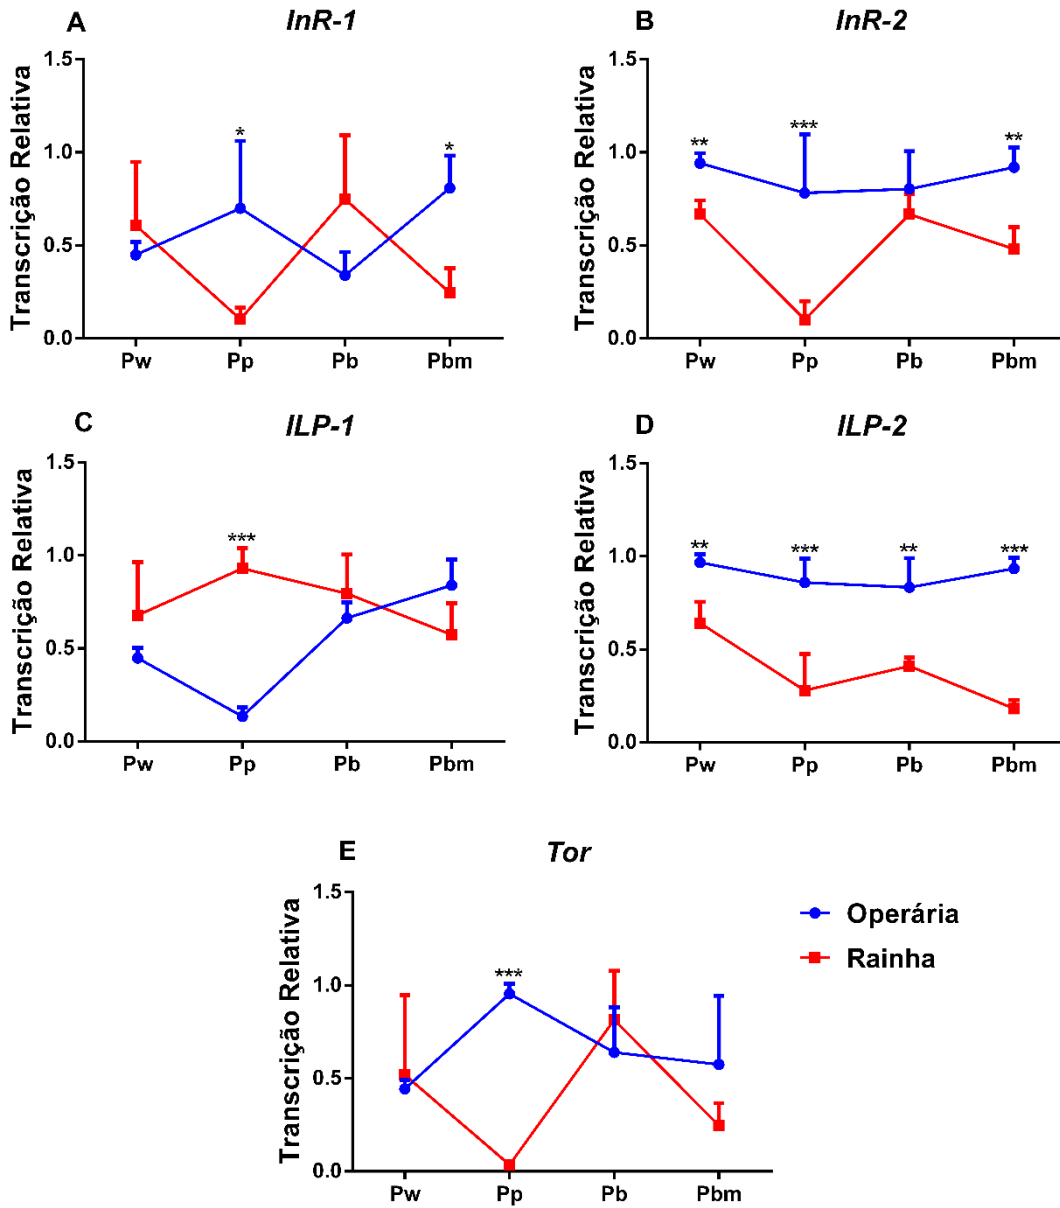 A
InR-1
Transcrição Relativa
1.5
1.0
0.5
0.0
*
*
Pw Pp Pb Pbm
B
InR-2
Transcrição Relativa
1.5
1.0
0.5
0.0
**
***
**
Pw Pp Pb Pbm
C
ILP-1
Transcrição Relativa
1.5
1.0
0.5
0.0
***
Pw Pp Pb Pbm
D
ILP-2
Transcrição Relativa
1.5
1.0
0.5
0.0
**
***
**
***
Pw Pp Pb Pbm
E
Tor
Transcrição Relativa
1.5
1.0
0.5
0.0
***
Pw Pp Pb Pbm
Operária
Rainha